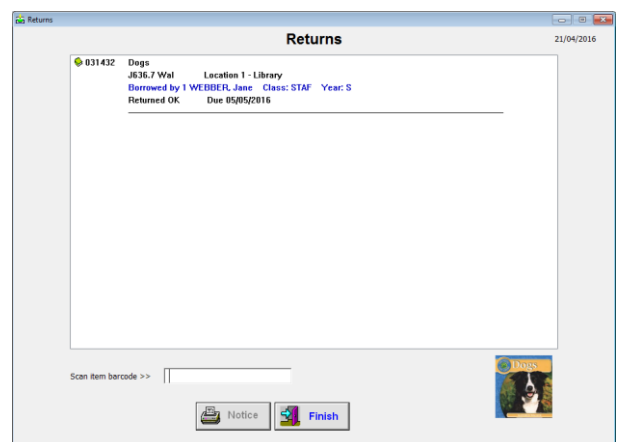 Returns
Returns
21/04/2016
031432 Dogs
J636.7 Wal Location 1 - Library
Borrowed by 1 WEBBER, Jane Class: STAF Year: S
Returned OK Due 05/05/2016
Scan item barcode >>
Dogs
Notice
Finish